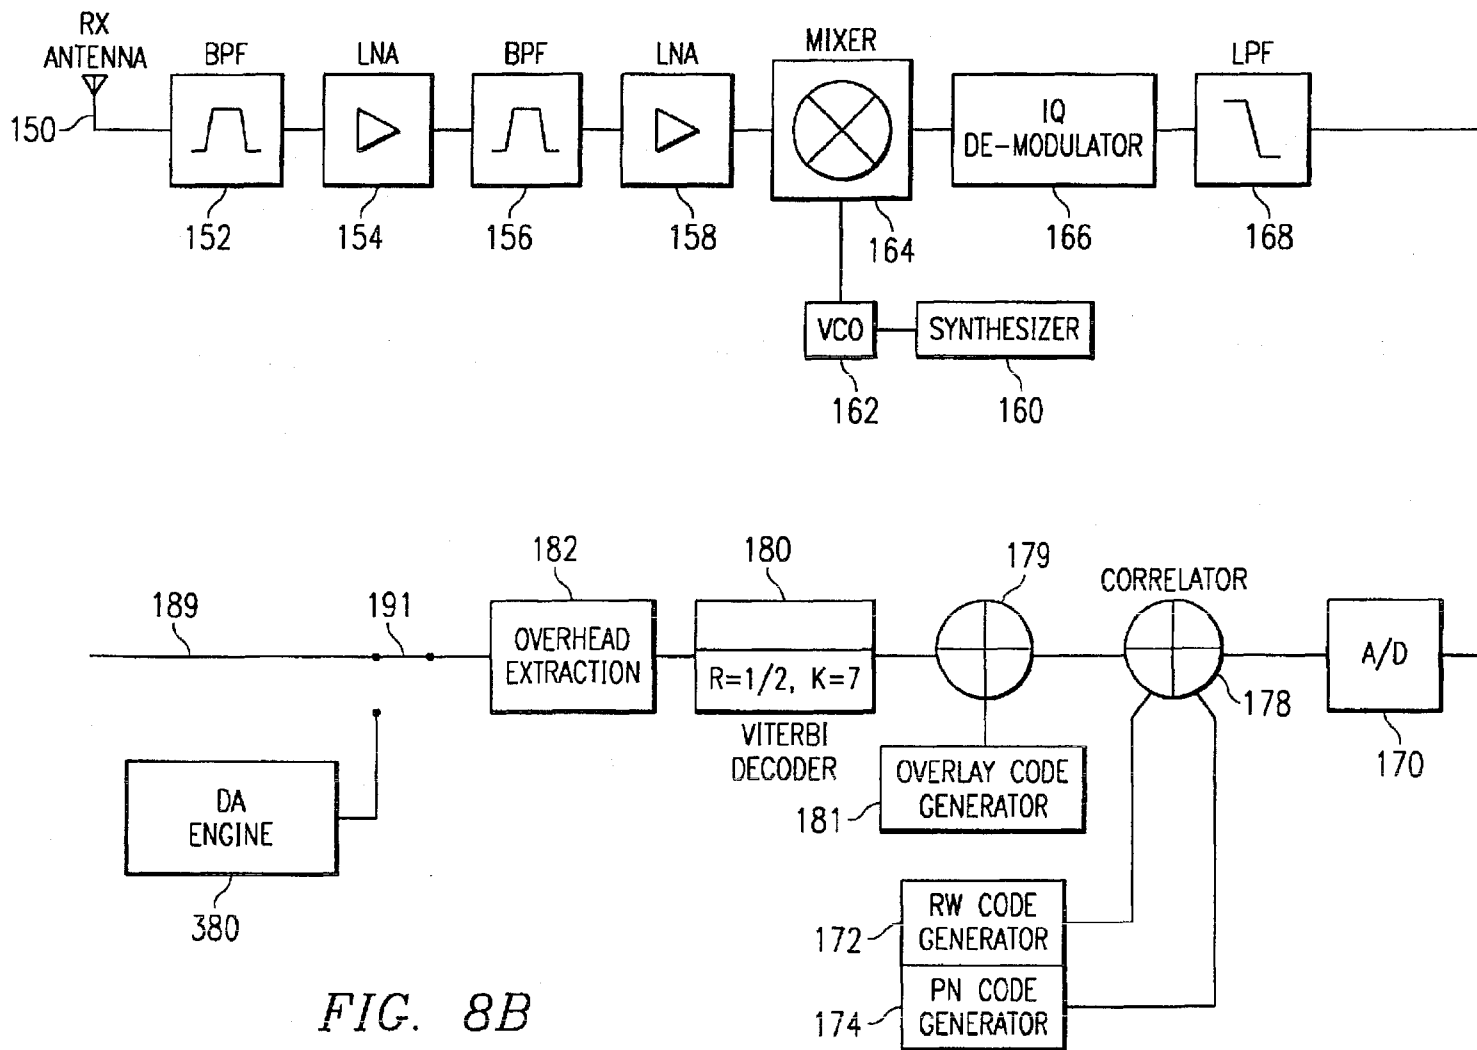 RX
ANTENNA
BPF
LNA
BPF
LNA
MIXER
LPF
150
IQ
DE-MODULATOR
152
154
156
158
164
166
168
VCO
SYNTHESIZER
162
160
189
191
182
180
179
CORRELATOR
OVERHEAD
EXTRACTION
R=1/2, K=7
A/D
178
170
VITERBI
DECODER
OVERLAY CODE
GENERATOR
181
DA
ENGINE
380
RW CODE
GENERATOR
172
PN CODE
GENERATOR
174
FIG. 8B